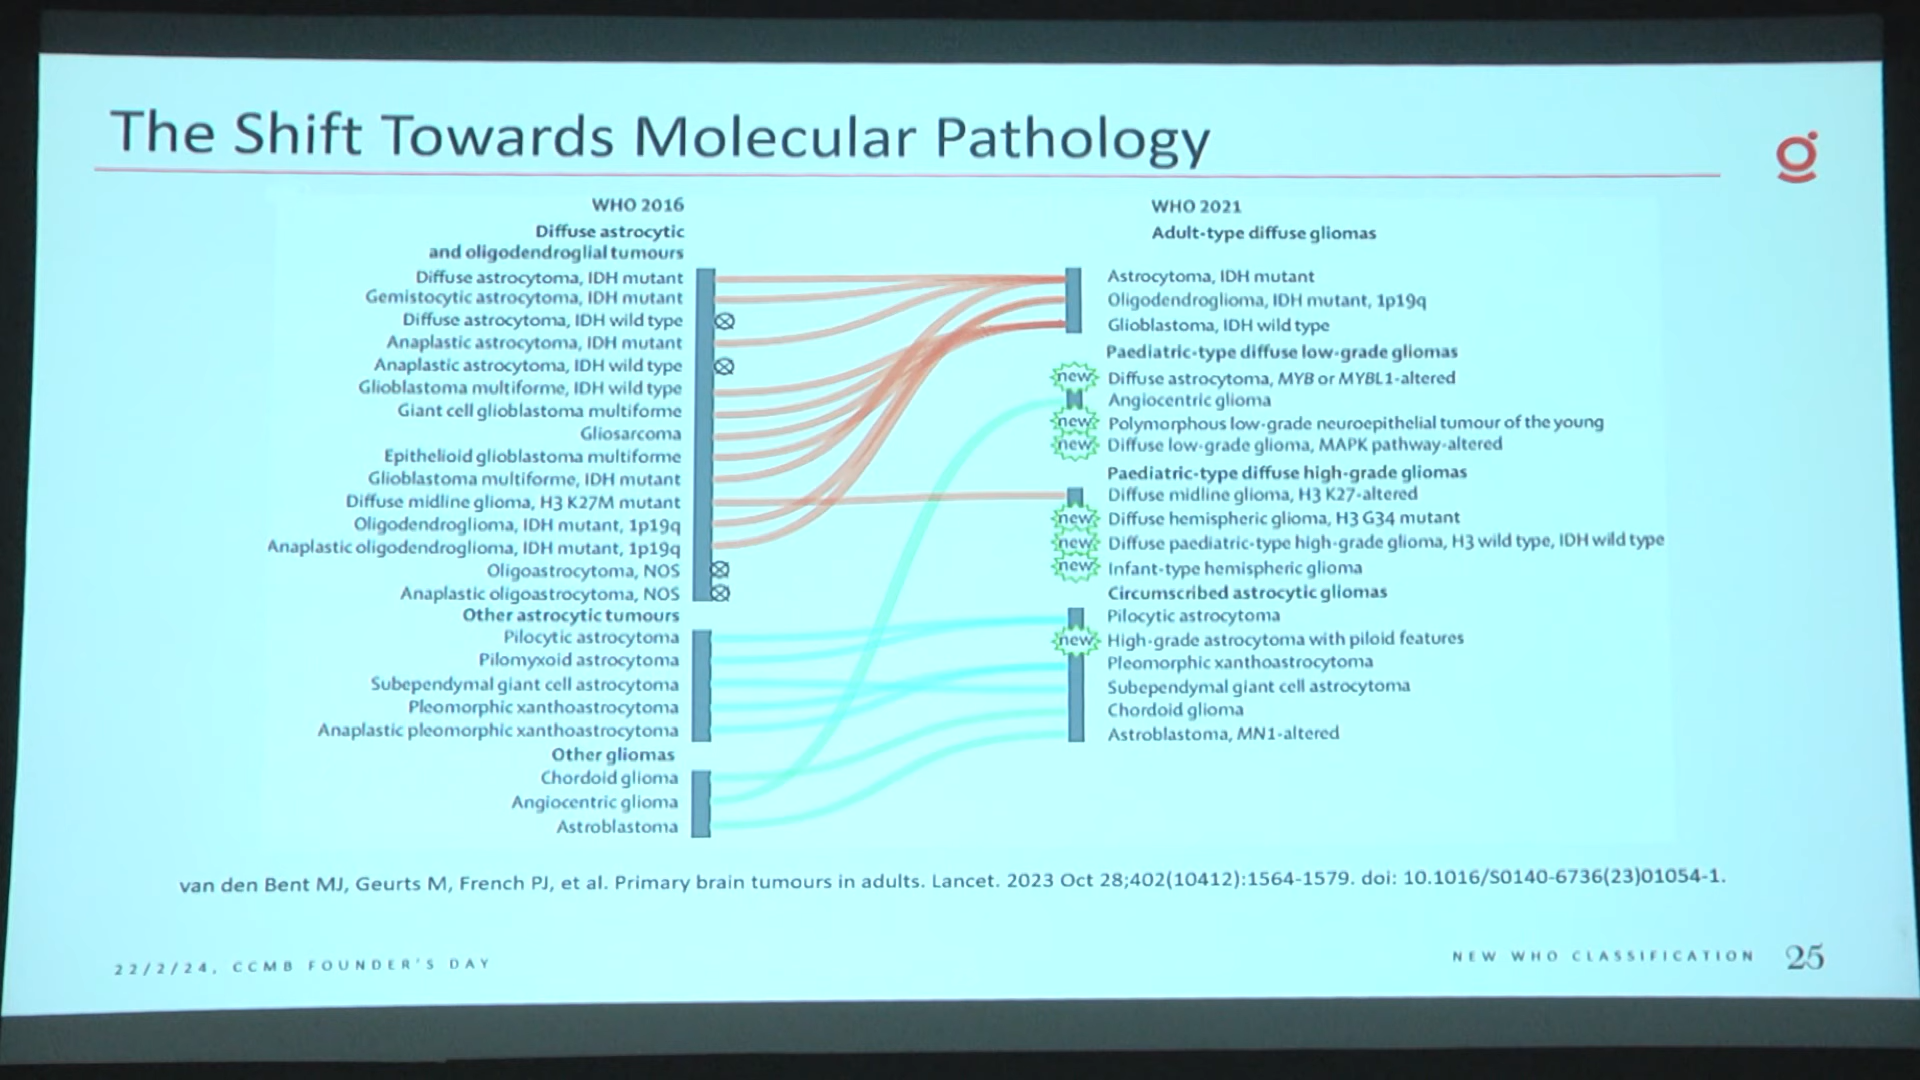 The Shift Towards Molecular Pathology
WHO 2016
Diffuse astrocytic
and oligodendroglial tumours
Diffuse astrocytoma, IDH mutant
Gemistocytic astrocytoma, IDH mutant
Diffuse astrocytoma, IDH wild type
Anaplastic astrocytoma, IDH mutant
Anaplastic astrocytoma, IDH wild type
Glioblastoma multiforme, IDH wild type
Giant cell glioblastoma multiforme
Gliosarcoma
Epithelioid glioblastoma multiforme
Glioblastoma multiforme, IDH mutant
Diffuse midline glioma, H3 K27M mutant
Oligodendroglioma, IDH mutant, 1p19q
Anaplastic oligodendroglioma, IDH mutant, 1p19q
Oligoastrocytoma, NOS
Anaplastic oligoastrocytoma, NOS
Other astrocytic tumours
Pilocytic astrocytoma
Pilomyxoid astrocytoma
Subependymal giant cell astrocytoma
Pleomorphic xanthoastrocytoma
Anaplastic pleomorphic xanthoastrocytoma
Other gliomas
Chordoid glioma
Angiocentric glioma
Astroblastoma
WHO 2021
Adult-type diffuse gliomas
Astrocytoma, IDH mutant
Oligodendroglioma, IDH mutant, 1p19q
Glioblastoma, IDH wild type
Paediatric-type diffuse low-grade gliomas
new Diffuse astrocytoma, MYB or MYBL1-altered
Angiocentric glioma
new Polymorphous low-grade neuroepithelial tumour of the young
new Diffuse low-grade glioma, MAPK pathway-altered
Paediatric-type diffuse high-grade gliomas
Diffuse midline glioma, H3 K27-altered
new Diffuse hemispheric glioma, H3 G34 mutant
new Diffuse paediatric-type high-grade glioma, H3 wild type, IDH wild type
new Infant-type hemispheric glioma
Circumscribed astrocytic gliomas
Pilocytic astrocytoma
new High-grade astrocytoma with piloid features
Pleomorphic xanthoastrocytoma
Subependymal giant cell astrocytoma
Chordoid glioma
Astroblastoma, MN1-altered
van den Bent MJ, Geurts M, French PJ, et al. Primary brain tumours in adults. Lancet. 2023 Oct 28;402(10412):1564-1579. doi: 10.1016/S0140-6736(23)01054-1.
22/2/24, CCMB FOUNDER'S DAY
NEW WHO CLASSIFICATION 25